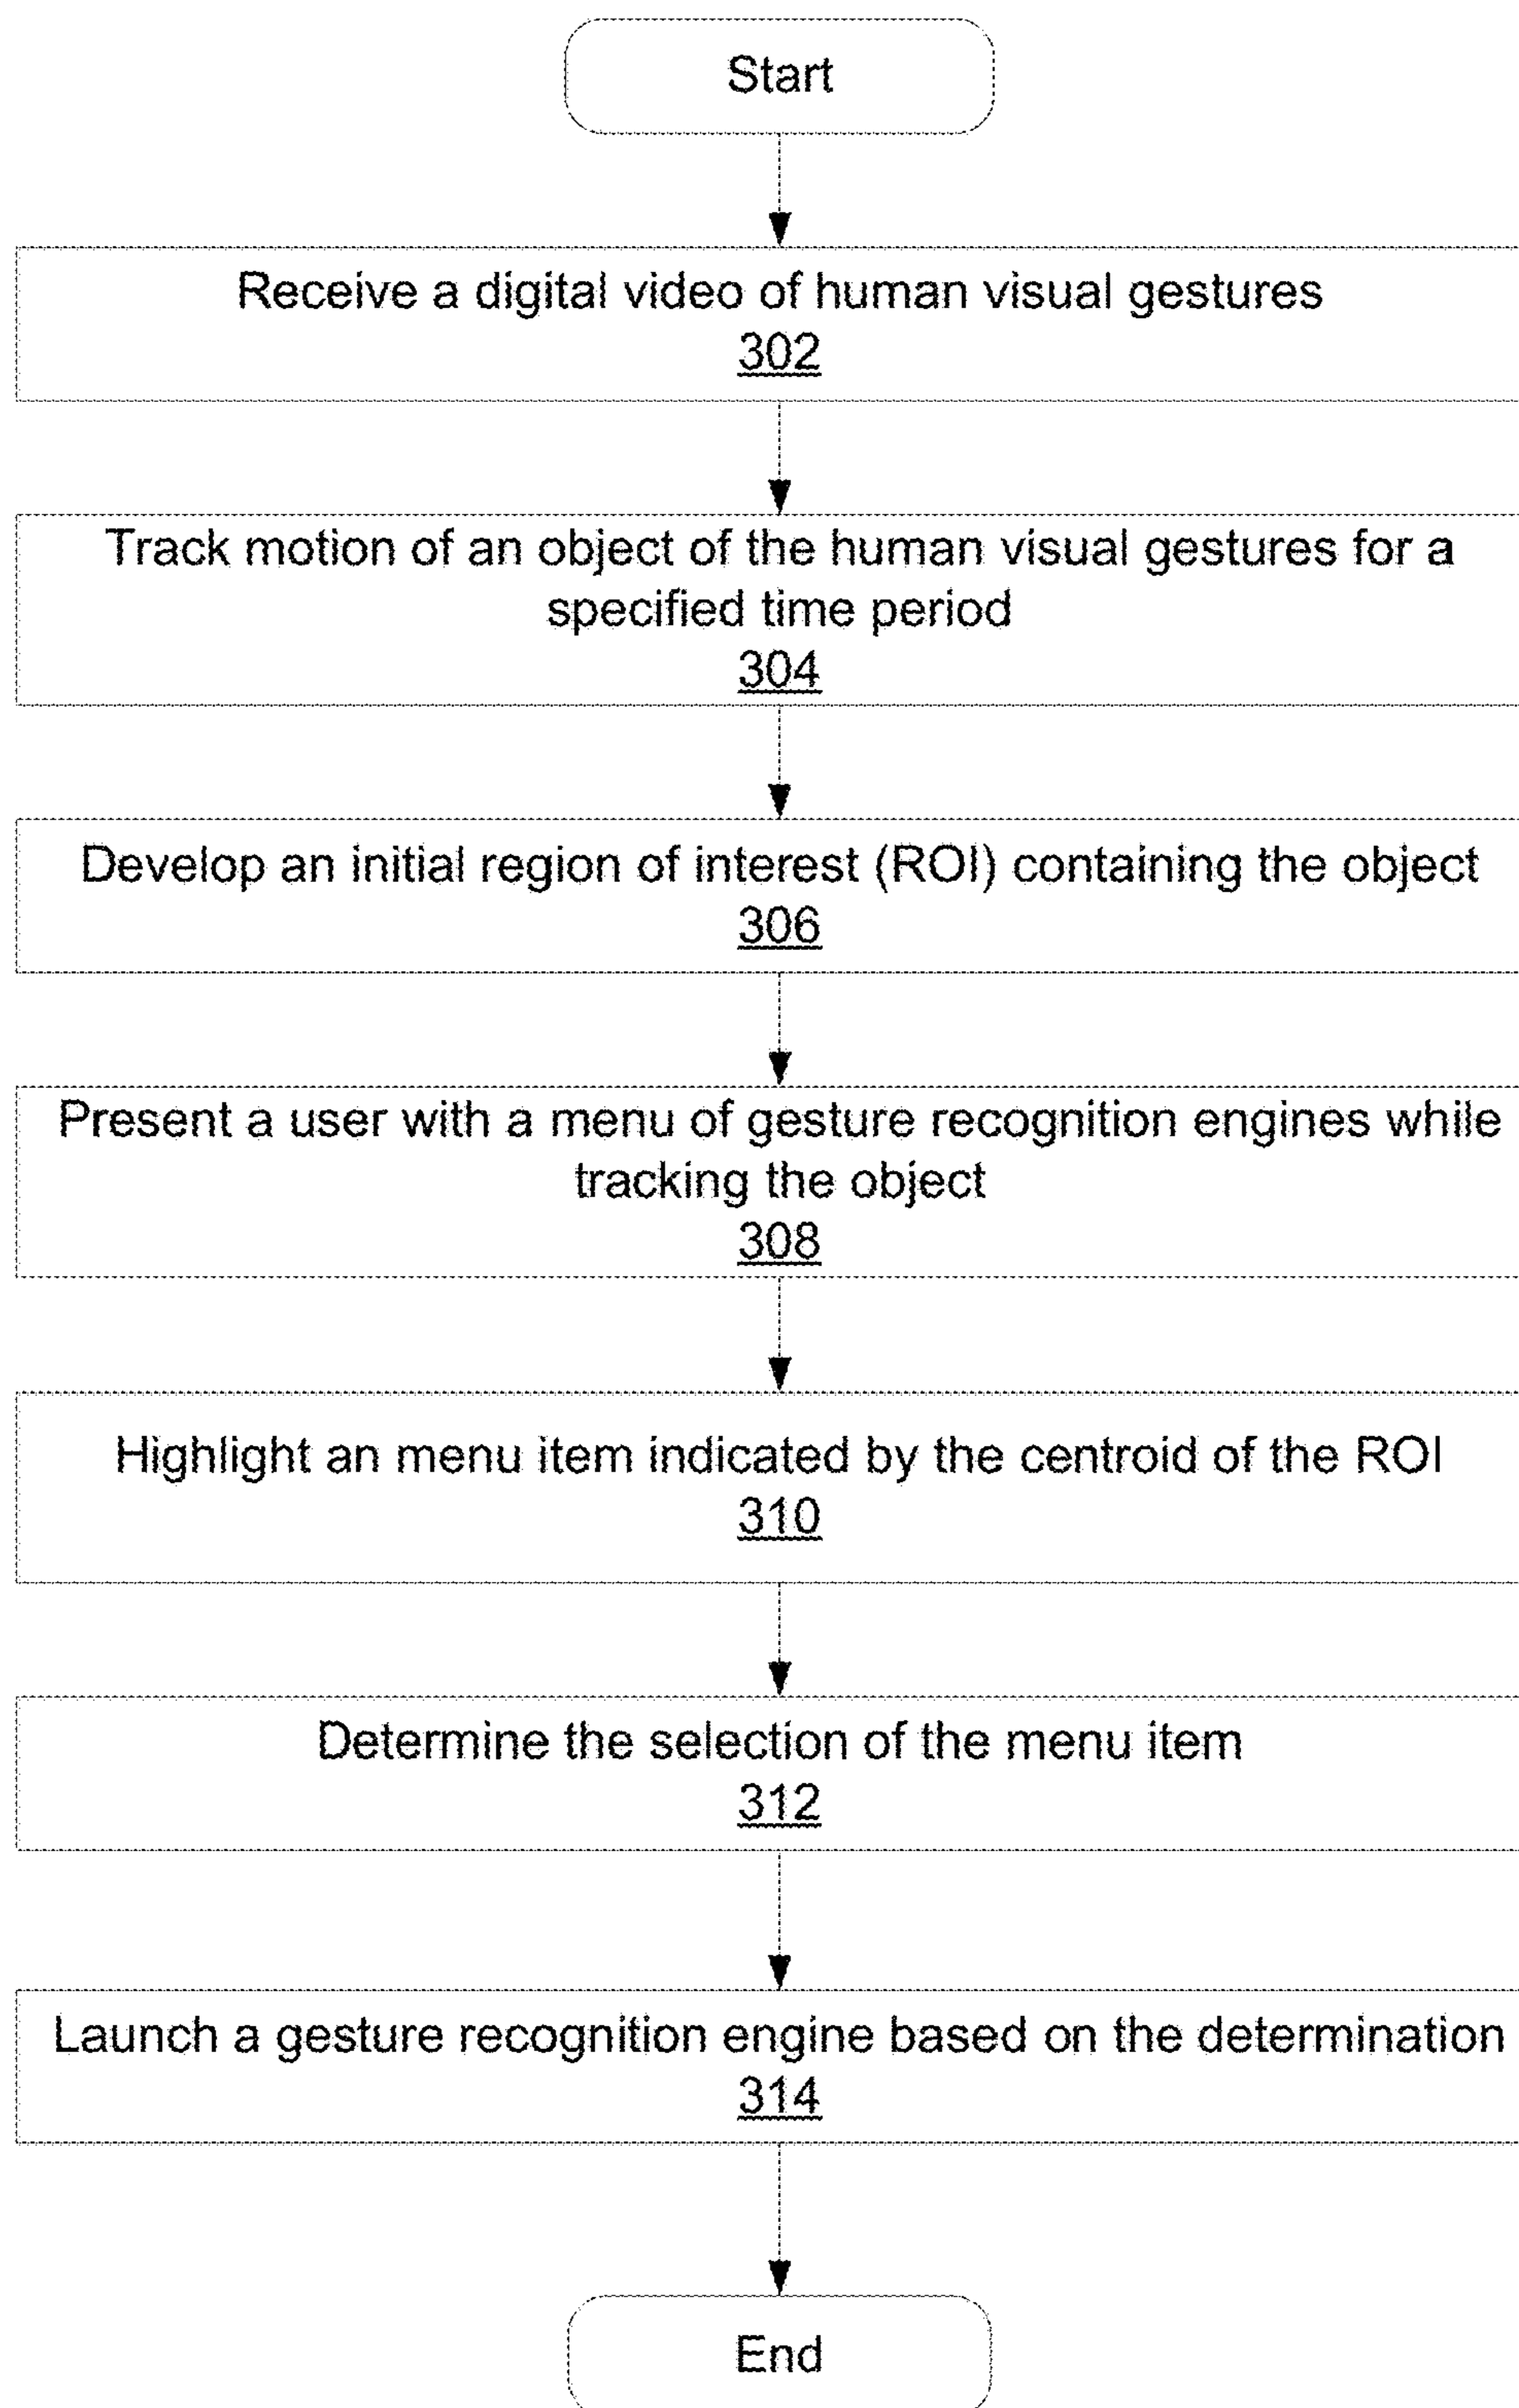 Start
Receive a digital video of human visual gestures
302
Track motion of an object of the human visual gestures for a
specified time period
304
Develop an initial region of interest (ROI) containing the object
306
Present a user with a menu of gesture recognition engines while
tracking the object
308
Highlight an menu item indicated by the centroid of the ROI
310
Determine the selection of the menu item
312
Launch a gesture recognition engine based on the determination
314
End